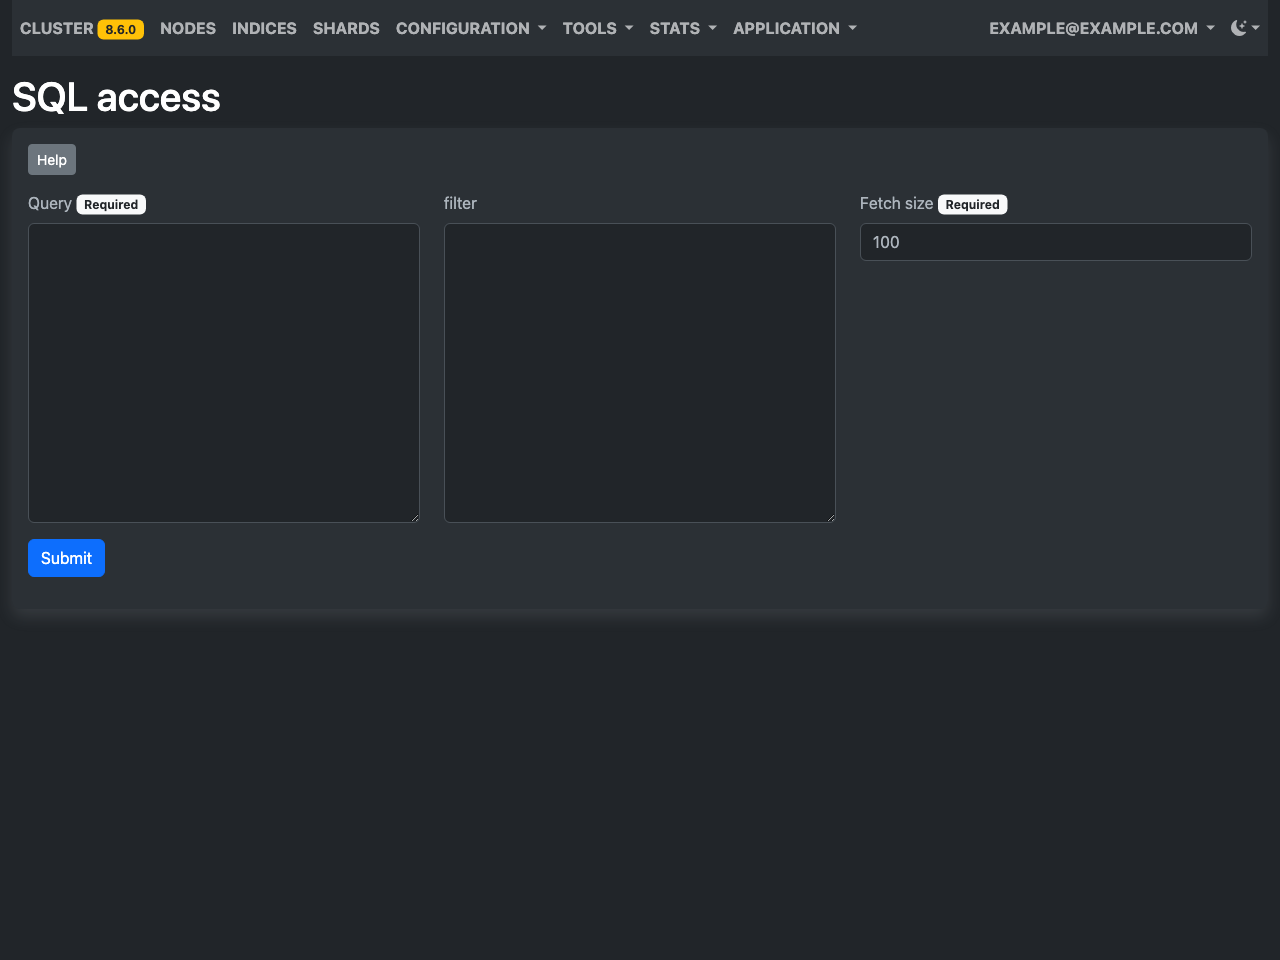 CLUSTER 8.6.0 NODES INDICES SHARDS CONFIGURATION TOOLS STATS APPLICATION EXAMPLE@EXAMPLE.COM
SQL access
Help
Query Required filter Fetch size Required
100
Submit